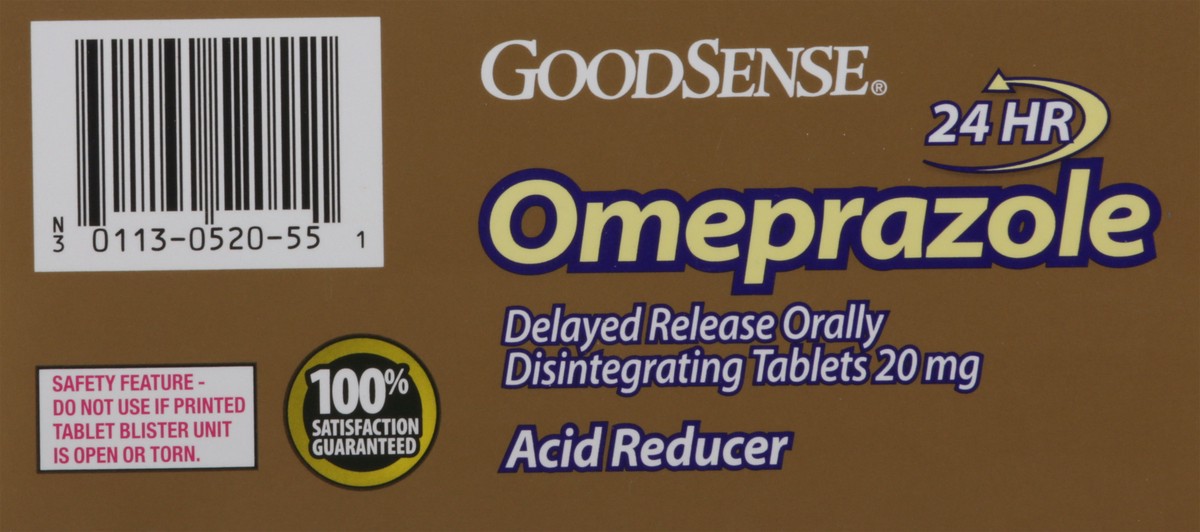 GOODSENSE®
24 HR
Omeprazole
Delayed Release Orally
Disintegrating Tablets 20 mg
Acid Reducer
N
3 0113-0520-55 1
SAFETY FEATURE -
DO NOT USE IF PRINTED
TABLET BLISTER UNIT
IS OPEN OR TORN.
100%
SATISFACTION
GUARANTEED